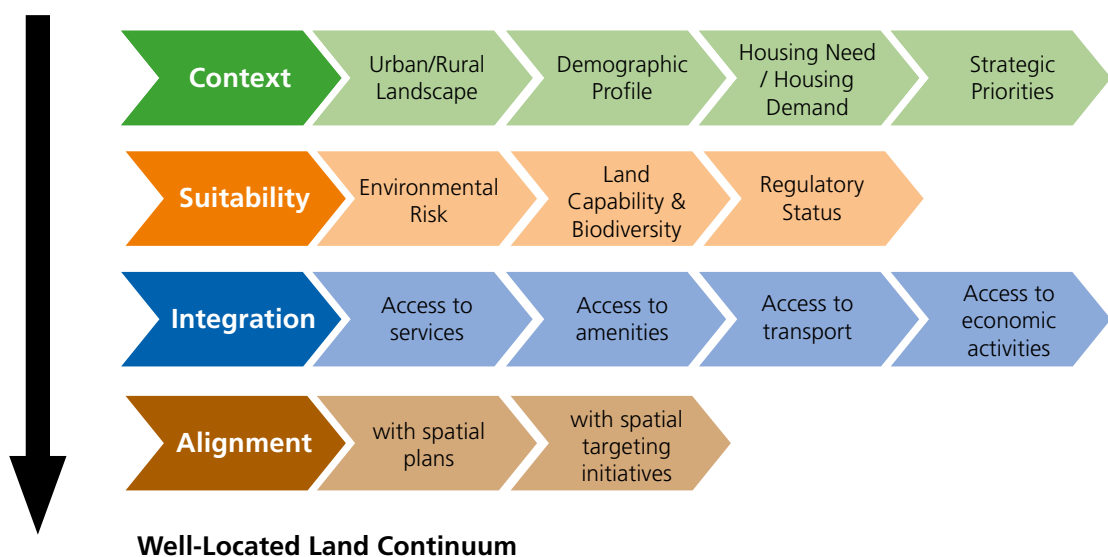 Context
Urban/Rural
Landscape
Demographic
Profile
Housing Need
/ Housing
Demand
Strategic
Priorities
Suitability
Environmental
Risk
Land
Capability &
Biodiversity
Regulatory
Status
Integration
Access to
services
Access to
amenities
Access to
transport
Access to
economic
activities
Alignment
with spatial
plans
with spatial
targeting
initiatives
Well-Located Land Continuum